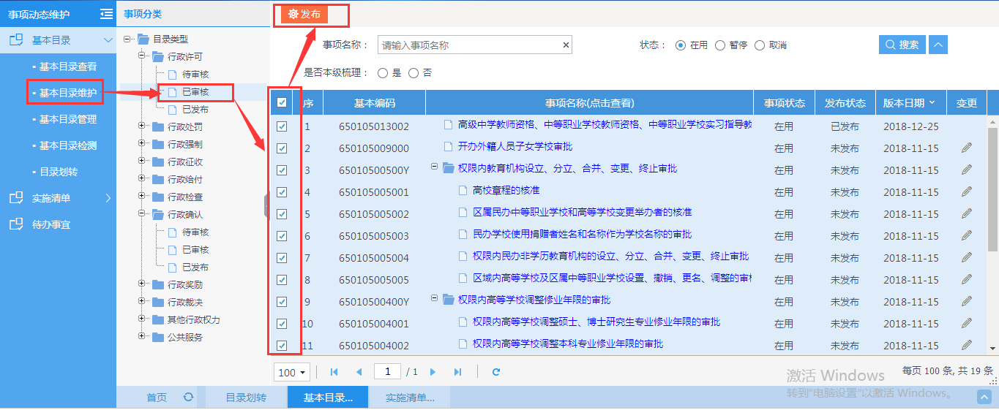 事项动态维护
基本目录
基本目录查看
基本目录维护
基本目录管理
基本目录检测
目录划转
实施清单
待办事宜
事项分类
目录类型
行政许可
待审核
已审核
已发布
行政处罚
行政强制
行政征收
行政给付
行政检查
行政确认
待审核
已审核
已发布
行政奖励
行政裁决
其他行政权力
公共服务
发布
事项名称： 请输入事项名称 × 状态： 在用 暂停 取消 搜索
是否本级梳理： 是 否
序 基本编码 事项名称(点击查看) 事项状态 发布状态 版本日期 变更
1 650105013002 高级中学教师资格、中等职业学校教师资格、中等职业学校实习指导教 在用 已发布 2018-12-25
2 650105009000 开办外籍人员子女学校审批 在用 未发布 2018-11-15
3 65010500500Y 权限内教育机构设立、分立、合并、变更、终止审批 在用 未发布 2018-11-15
4 650105005001 高校章程的核准 在用 未发布 2018-11-15
5 650105005002 区属民办中等职业学校和高等学校变更举办者的核准 在用 未发布 2018-11-15
6 650105005003 民办学校使用捐赠者姓名和名称作为学校名称的审批 在用 未发布 2018-11-15
7 650105005004 权限内民办非学历教育机构的设立、分立、合并、变更、终止审批 在用 未发布 2018-11-15
8 650105005005 区域内高等学校及区属中等职业学校设置、撤销、更名、调整的审 在用 未发布 2018-11-15
9 65010500400Y 权限内高等学校调整修业年限的审批 在用 未发布 2018-11-15
10 650105004001 权限内高等学校调整硕士、博士研究生专业修业年限的审批 在用 未发布 2018-11-15
11 650105004002 权限内高等学校调整本科专业修业年限的审批 在用 未发布 2018-11-15
100 1 / 1 每页 100 条, 共 19 条
激活 Windows
转到"电脑设置"以激活 Windows。
首页 目录划转 基本目录... 实施清单...